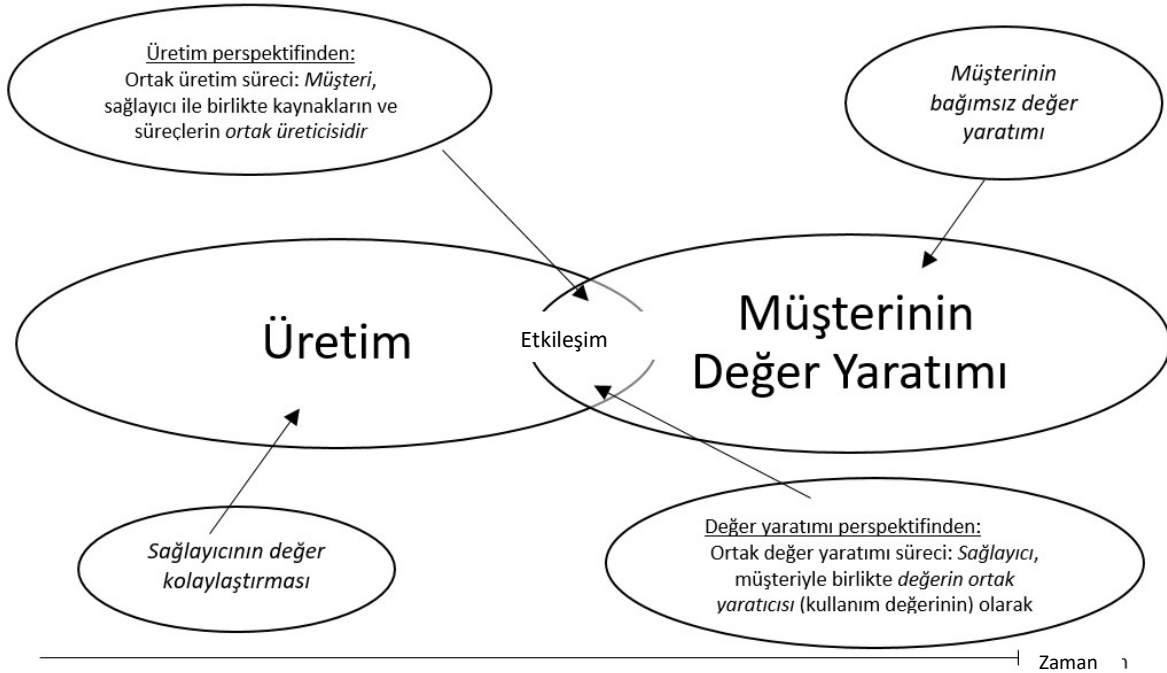 Üretim perspektifinden:
Ortak üretim süreci: Müşteri,
sağlayıcı ile birlikte kaynakların ve
süreçlerin ortak üreticisidir
Müşterinin
bağımsız değer
yaratımı
Üretim
Etkileşim
Müşterinin
Değer Yaratımı
Sağlayıcının değer
kolaylaştırması
Değer yaratımı perspektifinden:
Ortak değer yaratımı süreci: Sağlayıcı,
müşteriyle birlikte değerin ortak
yaratıcısı (kullanım değerinin) olarak
Zaman